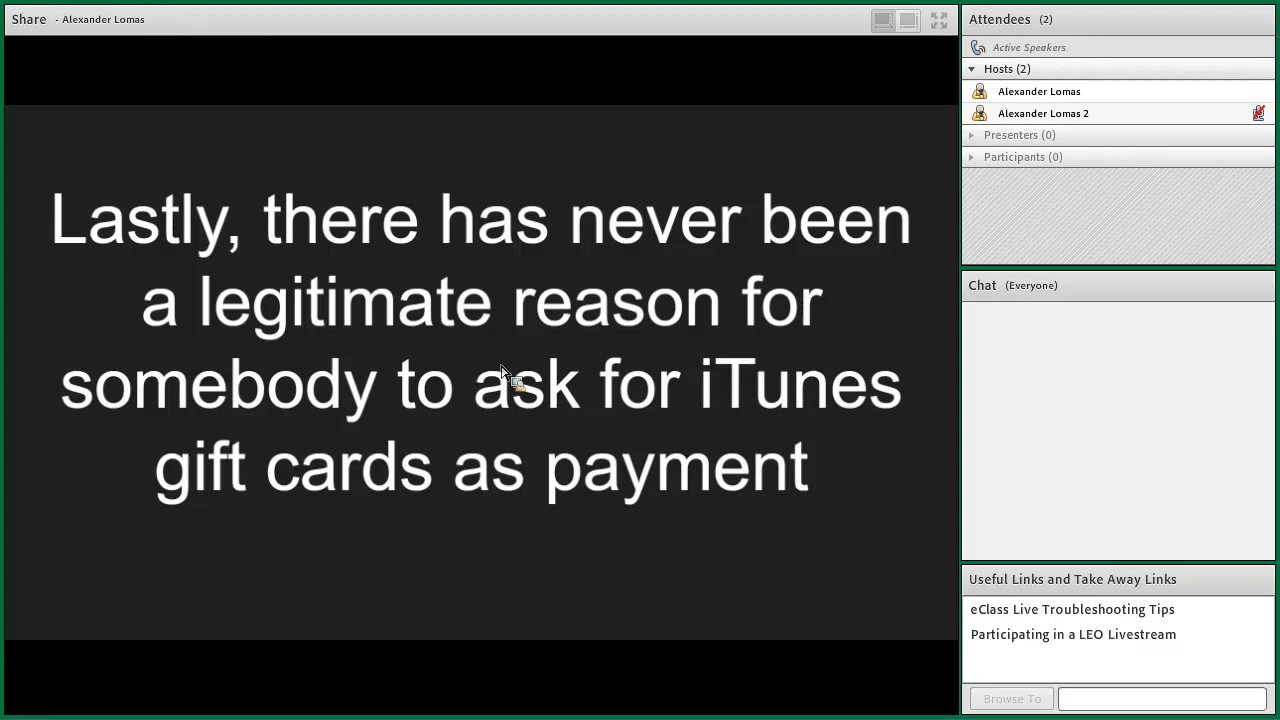 Share - Alexander Lomas
Lastly, there has never been
a legitimate reason for
somebody to ask for iTunes
gift cards as payment
Attendees (2)
Active Speakers
Hosts (2)
Alexander Lomas
Alexander Lomas 2
Presenters (0)
Participants (0)
Chat (Everyone)
Useful Links and Take Away Links
eClass Live Troubleshooting Tips
Participating in a LEO Livestream
Browse To